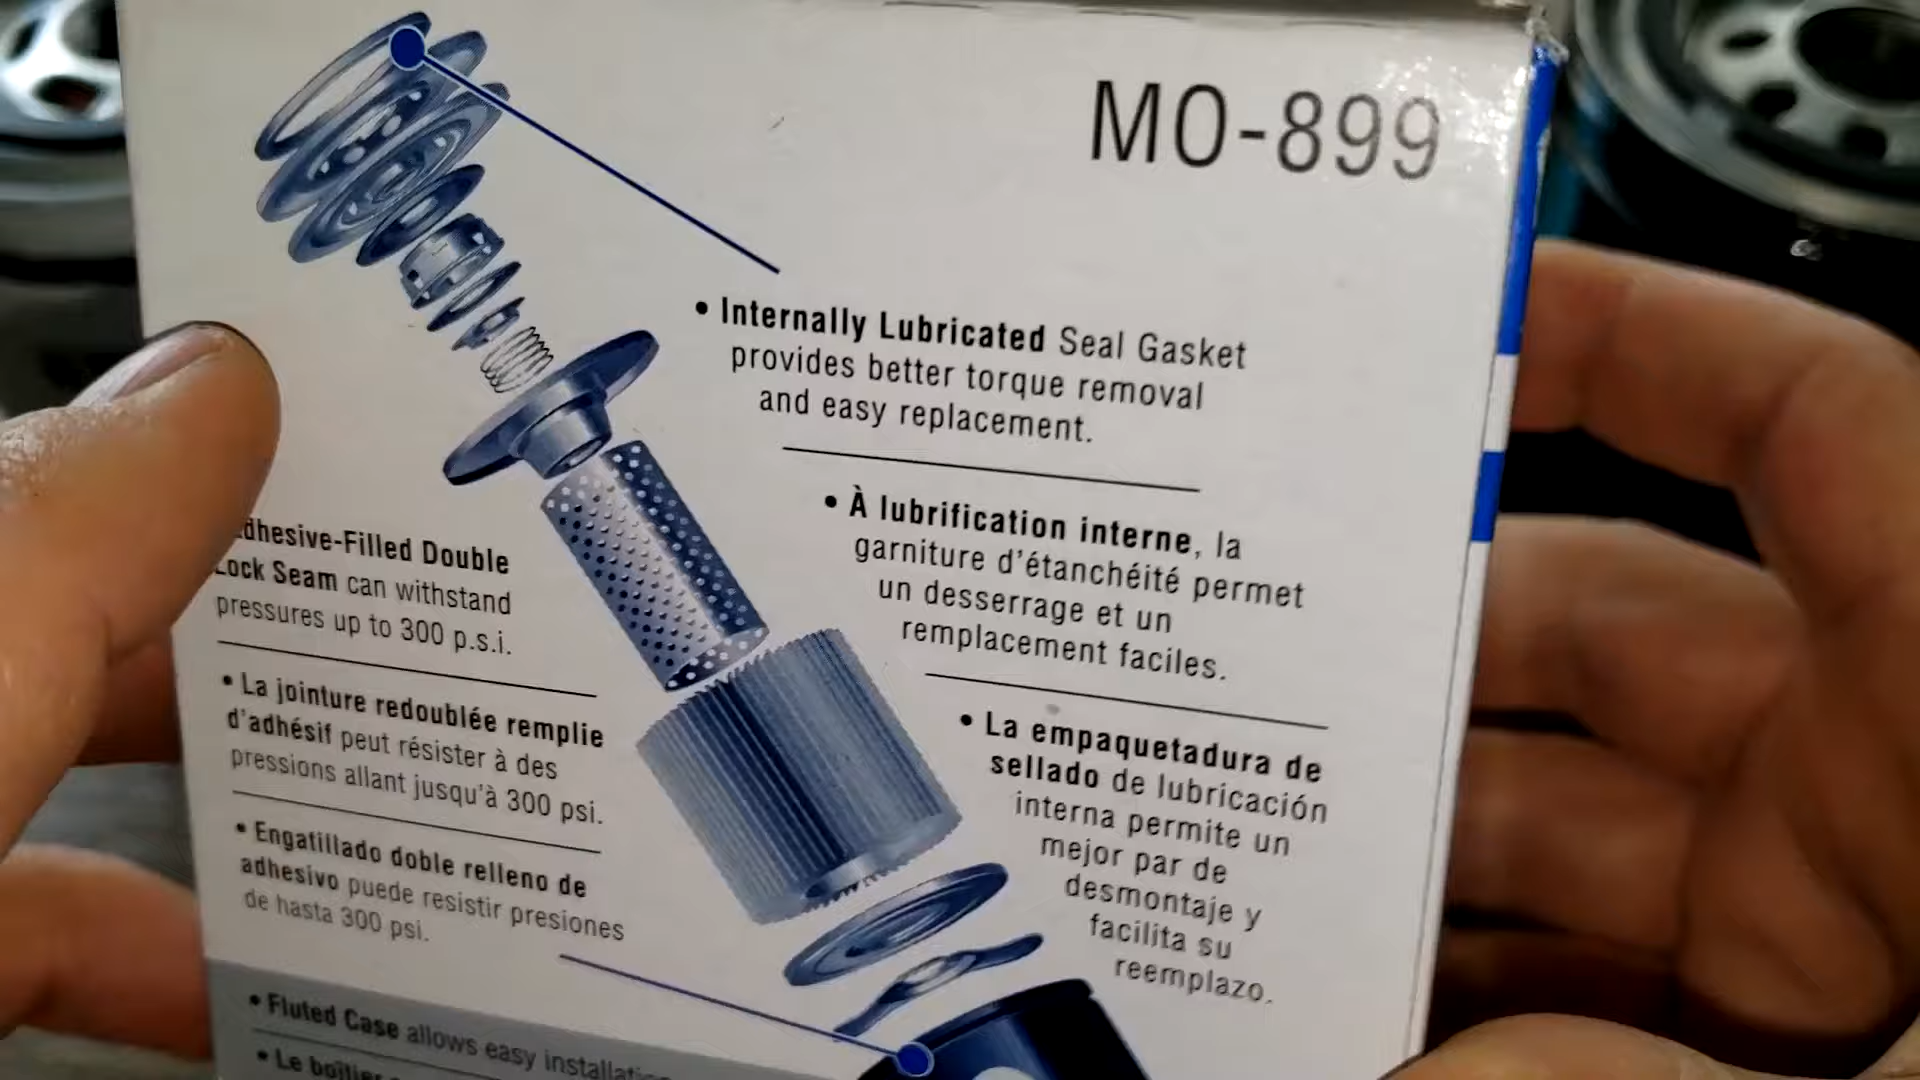 MO-899
• Internally Lubricated Seal Gasket
provides better torque removal
and easy replacement.
• À lubrification interne, la
garniture d'étanchéité permet
un desserrage et un
remplacement faciles.
• La empaquetadura de
sellado de lubricación
interna permite un
mejor par de
desmontaje y
facilita su
reemplazo.
dhesive-Filled Double
Lock Seam can withstand
pressures up to 300 p.s.i.
• La jointure redoublée remplie
d'adhésif peut résister à des
pressions allant jusqu'à 300 psi.
• Engatillado doble relleno de
adhesivo puede resistir presiones
de hasta 300 psi.
• Fluted Case allows easy installatio
• Le boîtier